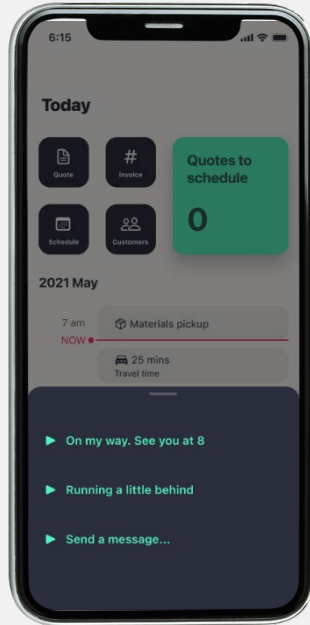 6:15
Today
Quote
Invoice
Quotes to
schedule
Schedule
Customers
0
2021 May
7 am
Materials pickup
NOW
25 mins
Travel time
On my way. See you at 8
Running a little behind
Send a message...